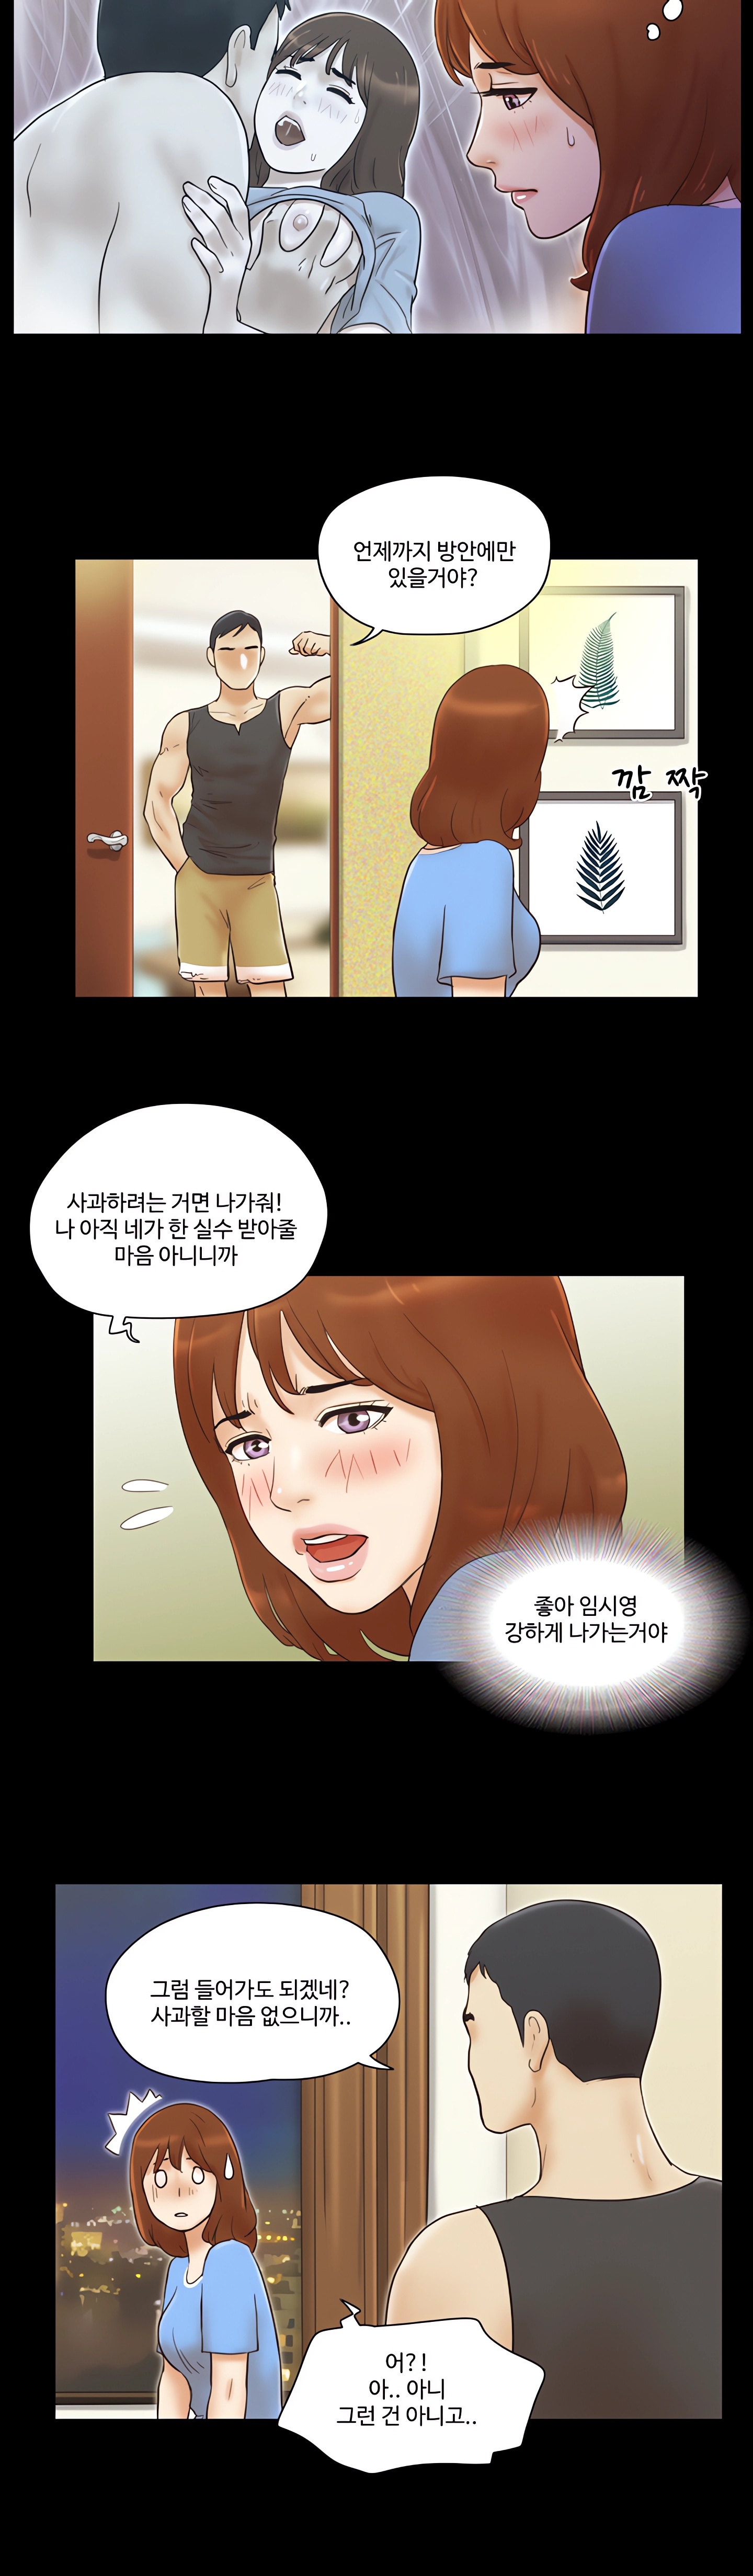 언제까지 방안에만
있을거야?
깜짝
사과하려는 거면 나가줘!
나 아직 네가 한 실수 받아줄
마음 아니니까
좋아 임시영
강하게 나가는거야
그럼 들어가도 되겠네?
사과할 마음 없으니까..
어?!
아.. 아니
그런 건 아니고..